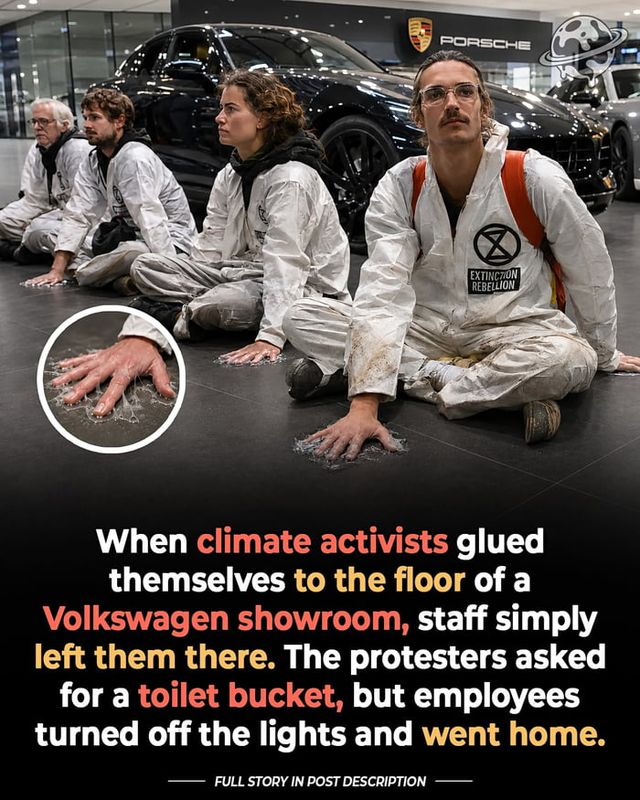 PORSCHE
EXTINCTION
REBELLION
When climate activists glued
themselves to the floor of a
Volkswagen showroom, staff simply
left them there. The protesters asked
for a toilet bucket, but employees
turned off the lights and went home.
FULL STORY IN POST DESCRIPTION